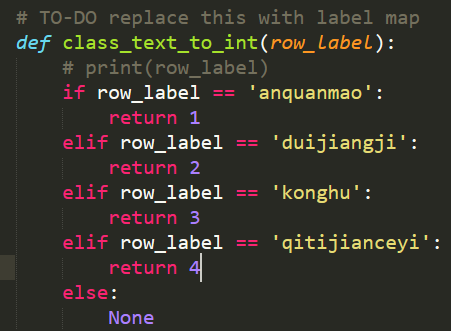 # TO-DO replace this with label map
def class_text_to_int(row_label):
    # print(row_label)
    if row_label == 'anquanmao':
        return 1
    elif row_label == 'duijiangji':
        return 2
    elif row_label == 'konghu':
        return 3
    elif row_label == 'qitijianceyi':
        return 4
    else:
        None